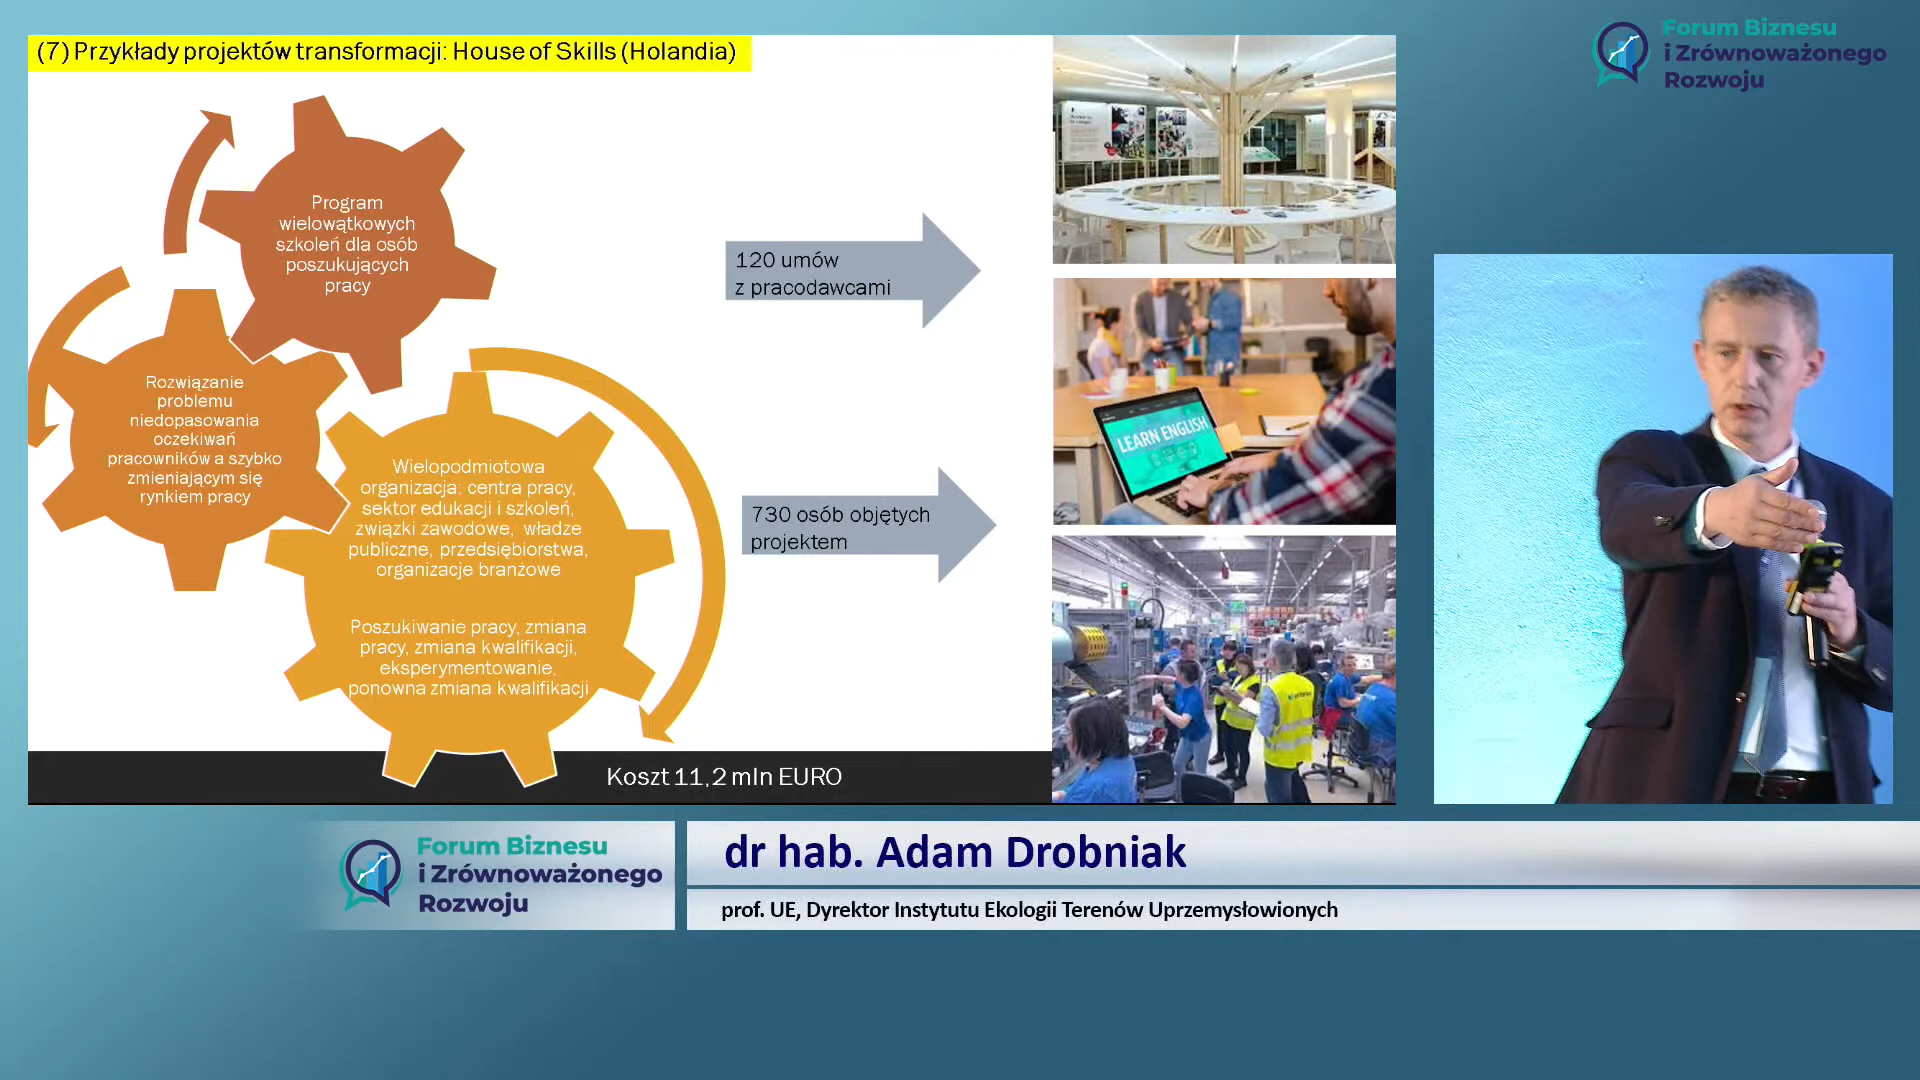 (7) Przykłady projektów transformacji: House of Skills (Holandia)
Forum Biznesu
i Zrównoważonego
Rozwoju
Program
wielowątkowych
szkoleń dla osób
poszukujących
pracy
120 umów
z pracodawcami
Rozwiązanie
problemu
niedopasowania
oczekiwań
pracowników a szybko
zmieniającym się
rynkiem pracy
LEARN ENGLISH
Wielopodmiotowa
organizacja: centra pracy,
sektor edukacji i szkoleń,
związki zawodowe, władze
publiczne, przedsiębiorstwa,
organizacje branżowe
Poszukiwanie pracy, zmiana
pracy, zmiana kwalifikacji,
eksperymentowanie,
ponowna zmiana kwalifikacji
730 osób objętych
projektem
Koszt 11,2 mln EURO
Forum Biznesu
i Zrównoważonego
Rozwoju
dr hab. Adam Drobniak
prof. UE, Dyrektor Instytutu Ekologii Terenów Uprzemysłowionych